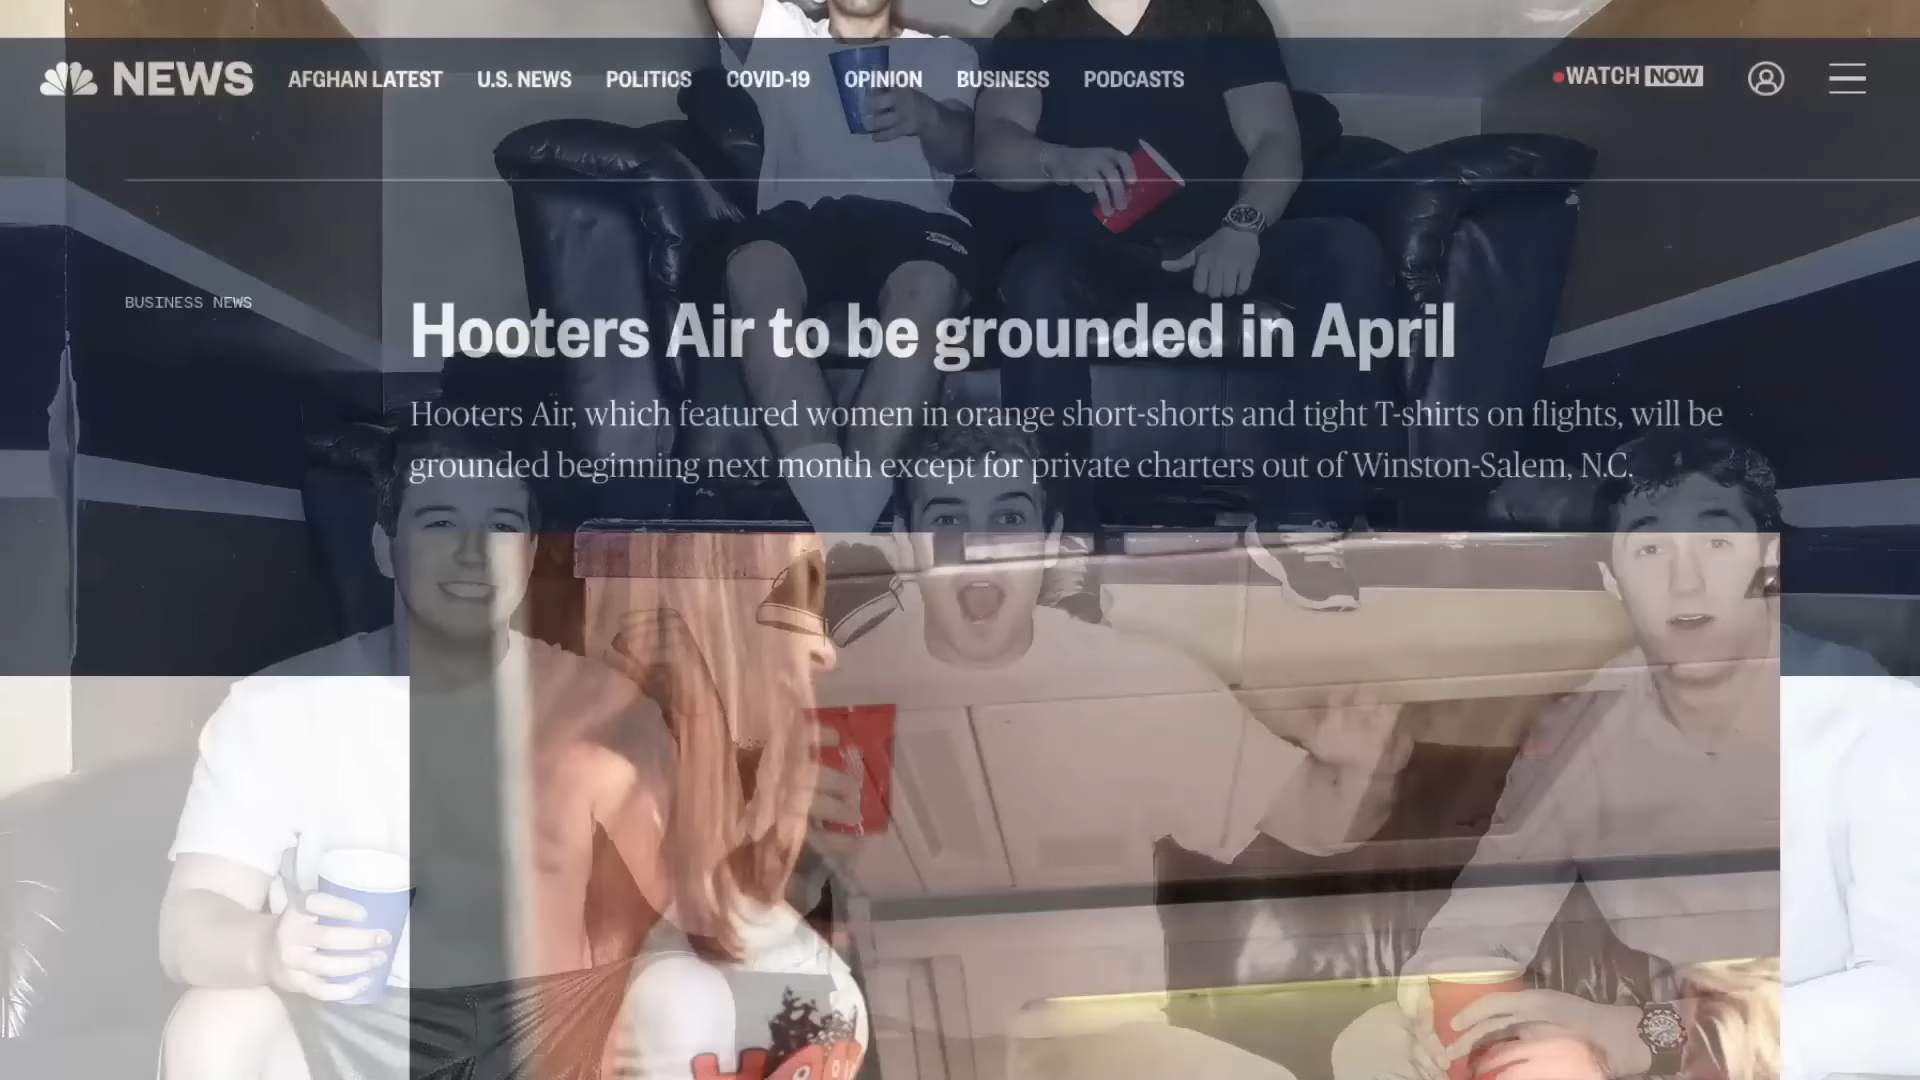 NEWS AFGHAN LATEST U.S. NEWS POLITICS COVID-19 OPINION BUSINESS PODCASTS WATCH NOW
BUSINESS NEWS
Hooters Air to be grounded in April
Hooters Air, which featured women in orange short-shorts and tight T-shirts on flights, will be
grounded beginning next month except for private charters out of Winston-Salem, N.C.